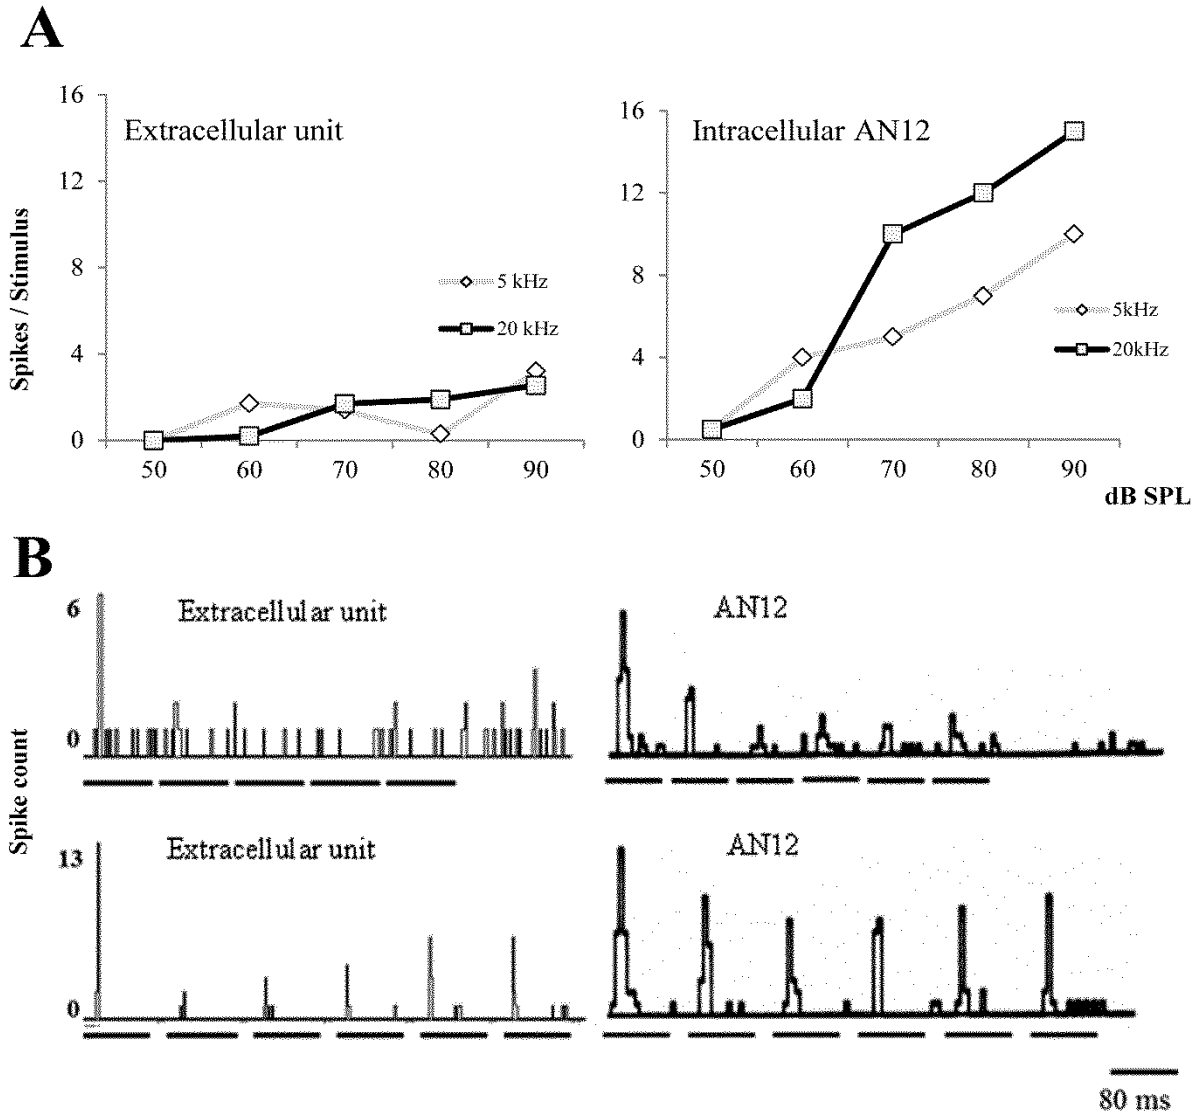 A
Extracellular unit
Intracellular AN12
Spikes / Stimulus
16
12
8
4
0
50 60 70 80 90
5 kHz
20 kHz
16
12
8
4
0
50 60 70 80 90
5kHz
20kHz
dB SPL
B
Spike count
6
0
Extracellular unit
AN12
13
0
Extracellular unit
AN12
80 ms